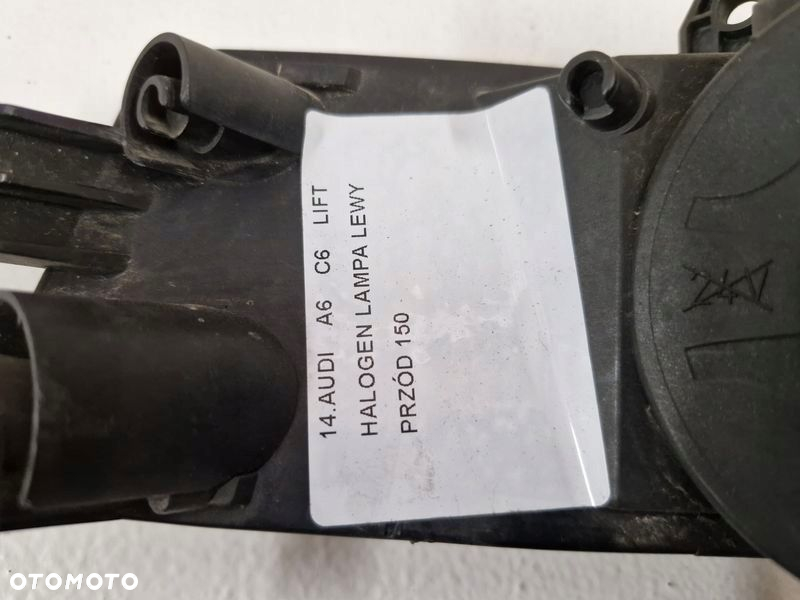 14.AUDI A6 C6 LIFT
HALOGEN LAMPA LEWY
PRZÓD 150
OTOMOTO